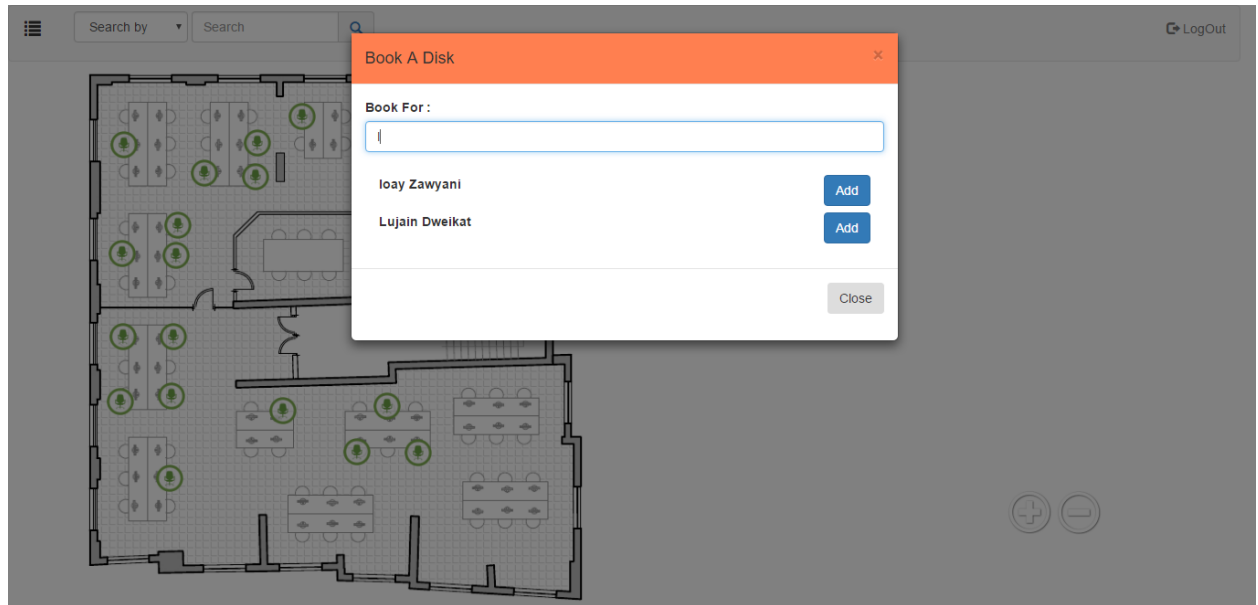 Search by
Search
LogOut
Book A Disk
×
Book For :
l
loay Zawyani
Add
Lujain Dweikat
Add
Close